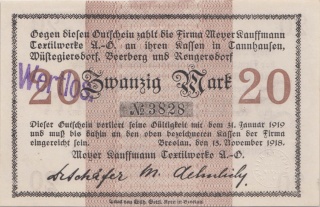 Gegen diesen Gutschein zahlt die Firma Meyer Kauffmann
Textilwerke A.-G. an ihren Kassen in Tannhausen,
Wüstegiersdorf, Beerberg und Rengersdorf
Wertlos
20 Zwanzig Mark 20
№ 3828
Dieser Gutschein verliert seine Gültigkeit mit dem 31. Januar 1919
und muß bis dahin an den oben bezeichneten Kassen der Firma
eingereicht sein. Breslau, den 15. November 1918.
Meyer Kauffmann Textilwerke A.-G.
Schäfer M.